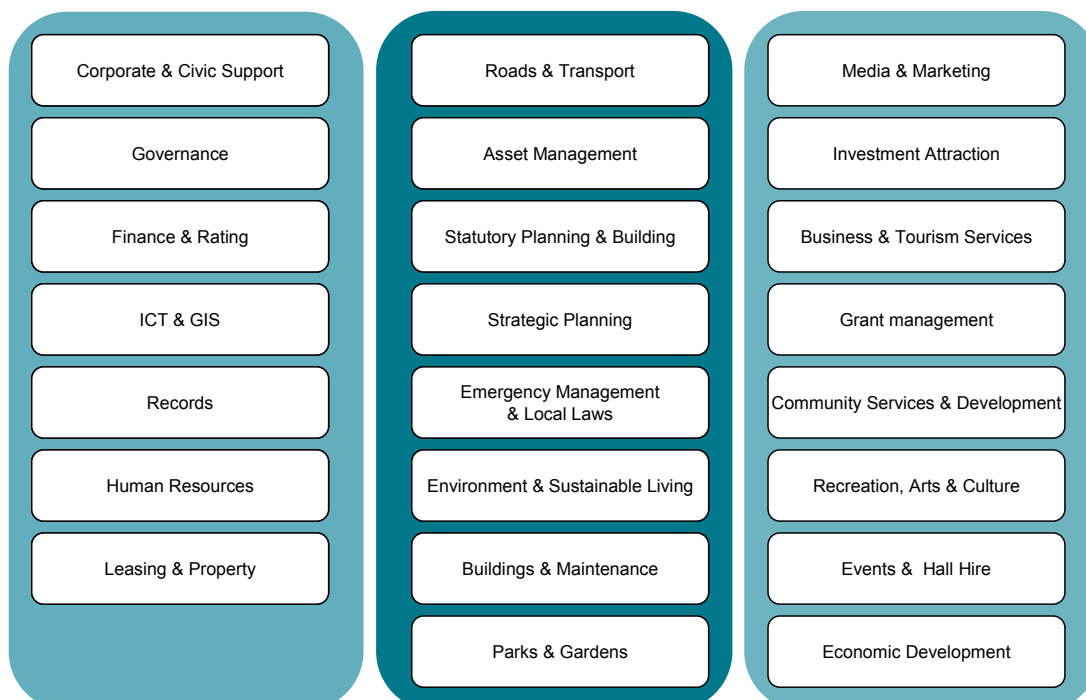 Corporate & Civic Support
Governance
Finance & Rating
ICT & GIS
Records
Human Resources
Leasing & Property
Roads & Transport
Asset Management
Statutory Planning & Building
Strategic Planning
Emergency Management
& Local Laws
Environment & Sustainable Living
Buildings & Maintenance
Parks & Gardens
Media & Marketing
Investment Attraction
Business & Tourism Services
Grant management
Community Services & Development
Recreation, Arts & Culture
Events & Hall Hire
Economic Development